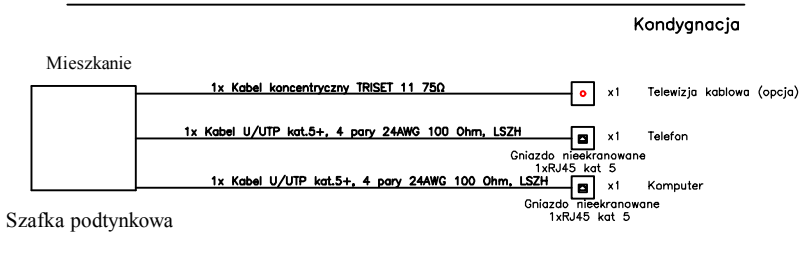 Kondygnacja
Mieszkanie
1x Kabel koncentryczny TRISET 11 75Ω
x1 Telewizja kablowa (opcja)
1x Kabel U/UTP kat.5+, 4 pary 24AWG 100 Ohm, LSZH
x1 Telefon
Gniazdo nieekranowane
1xRJ45 kat 5
1x Kabel U/UTP kat.5+, 4 pary 24AWG 100 Ohm, LSZH
x1 Komputer
Gniazdo nieekranowane
1xRJ45 kat 5
Szafka podtynkowa